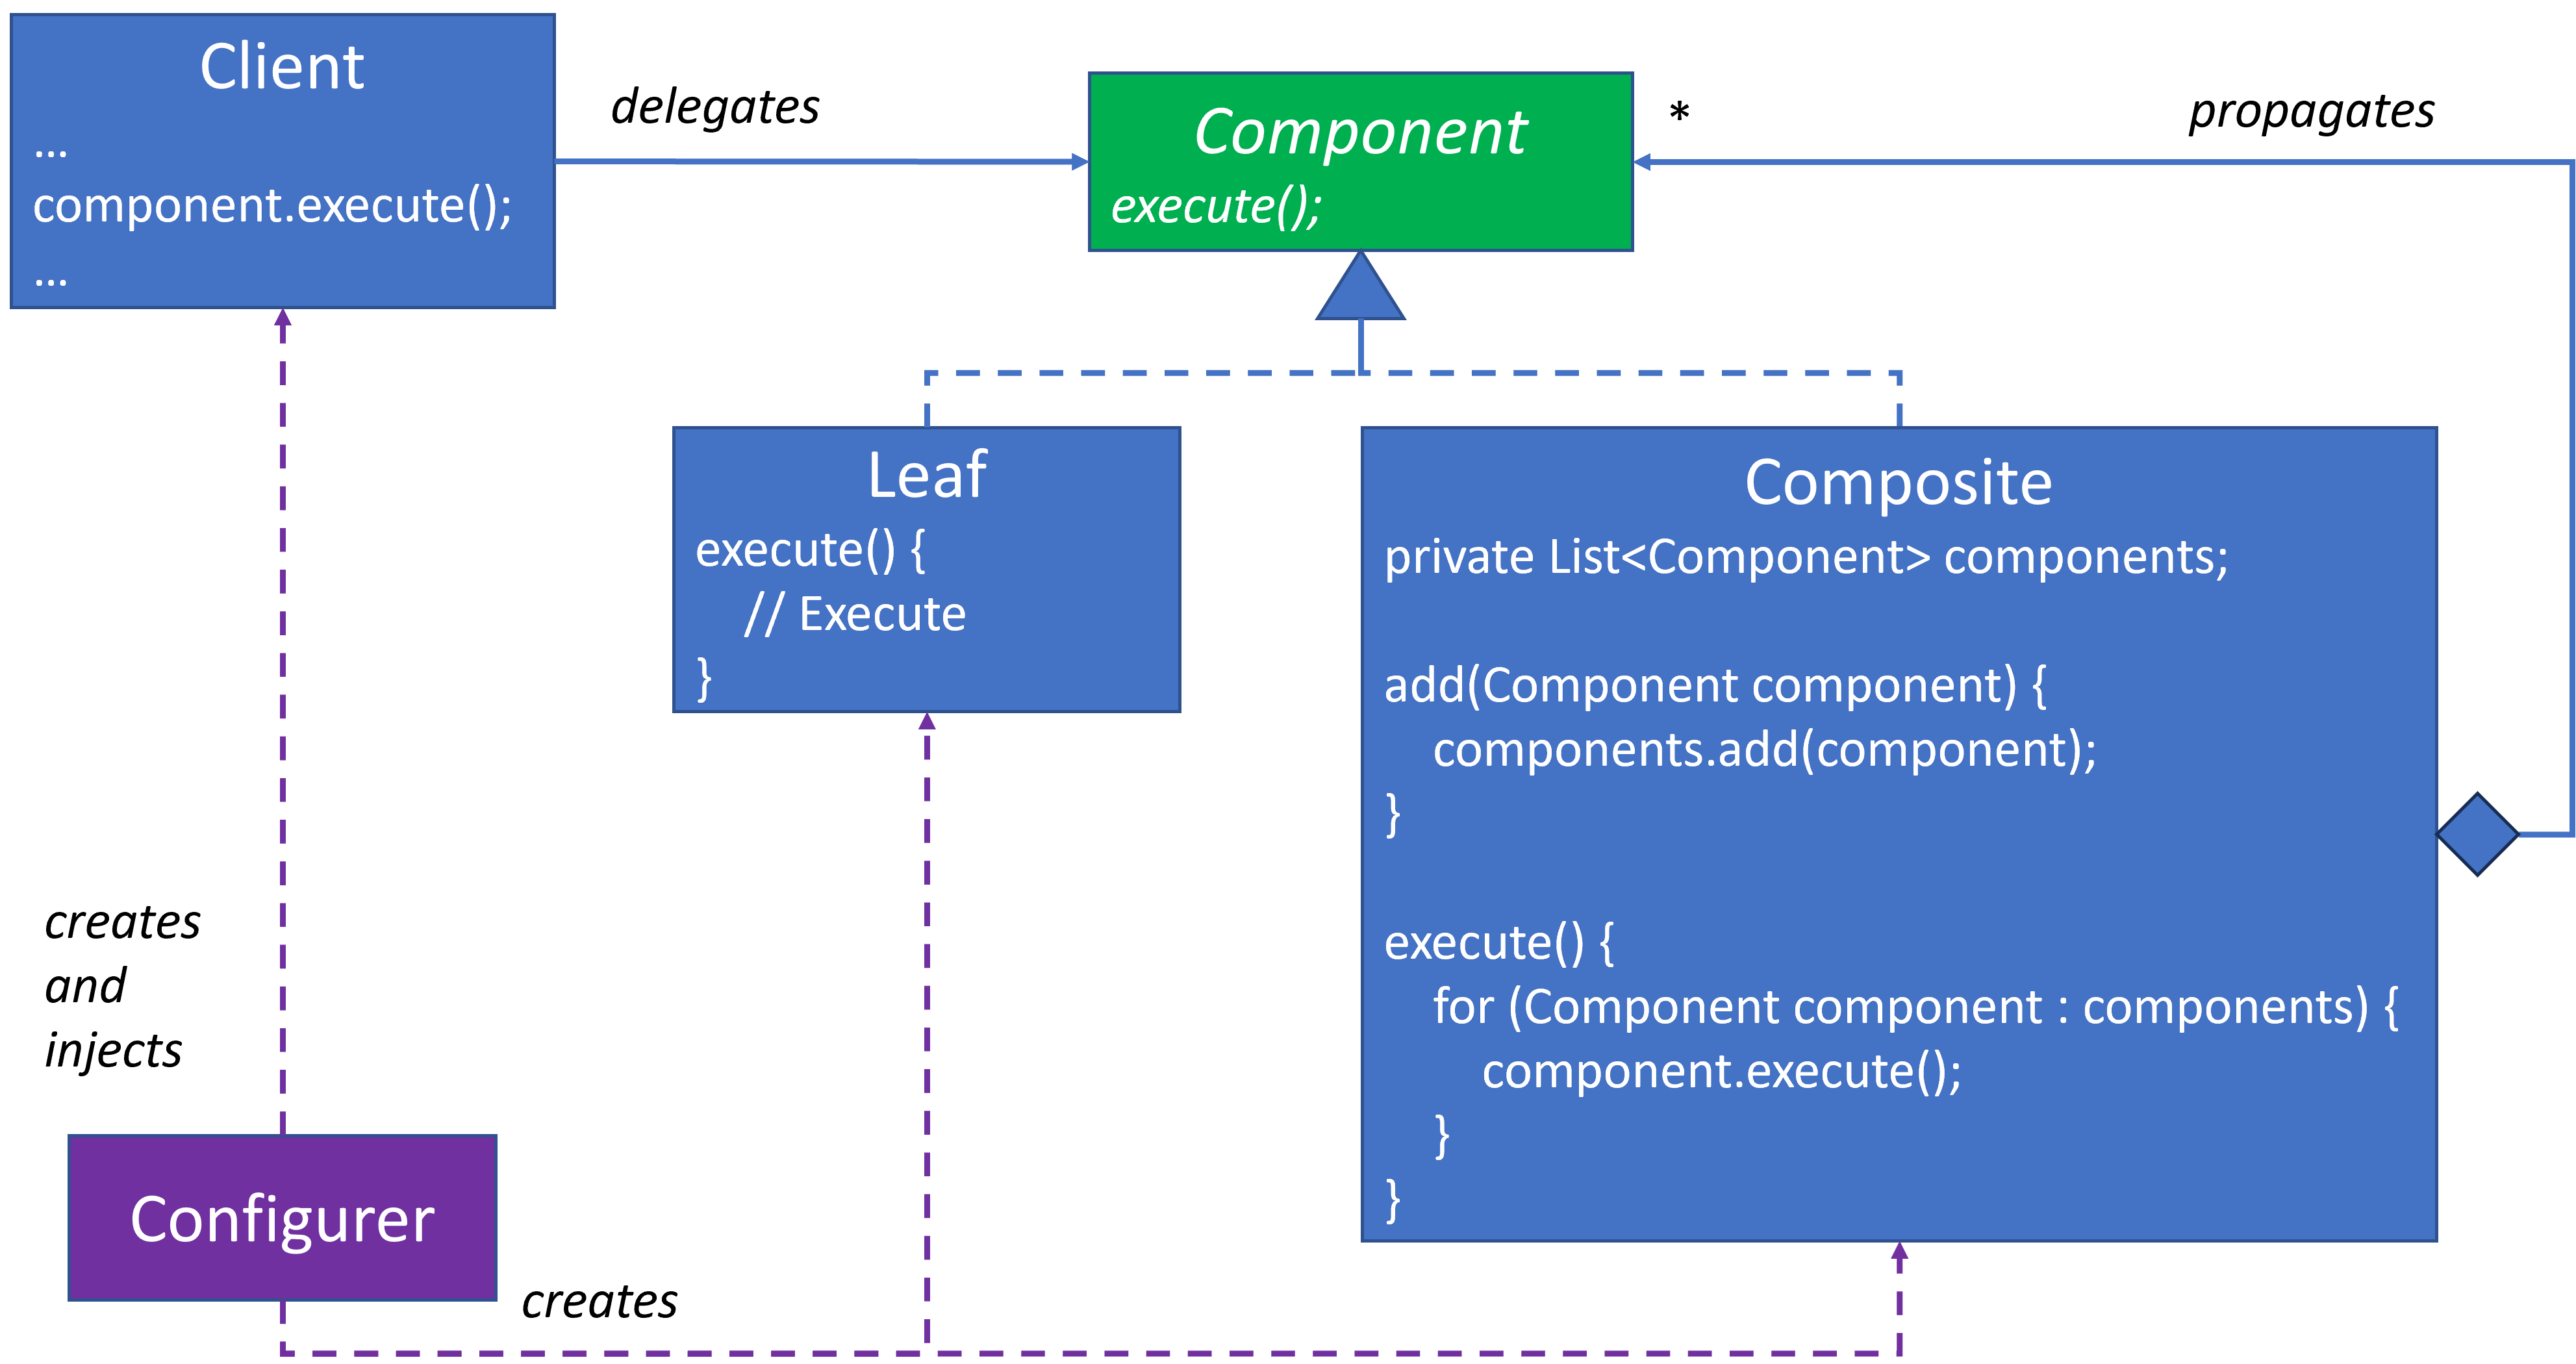 Client
...
component.execute();
...
delegates
Component
execute();
*
propagates
Leaf
execute() {
// Execute
}
Composite
private List<Component> components;
add(Component component) {
components.add(component);
}
execute() {
for (Component component : components) {
component.execute();
}
}
creates
and
injects
Configurer
creates